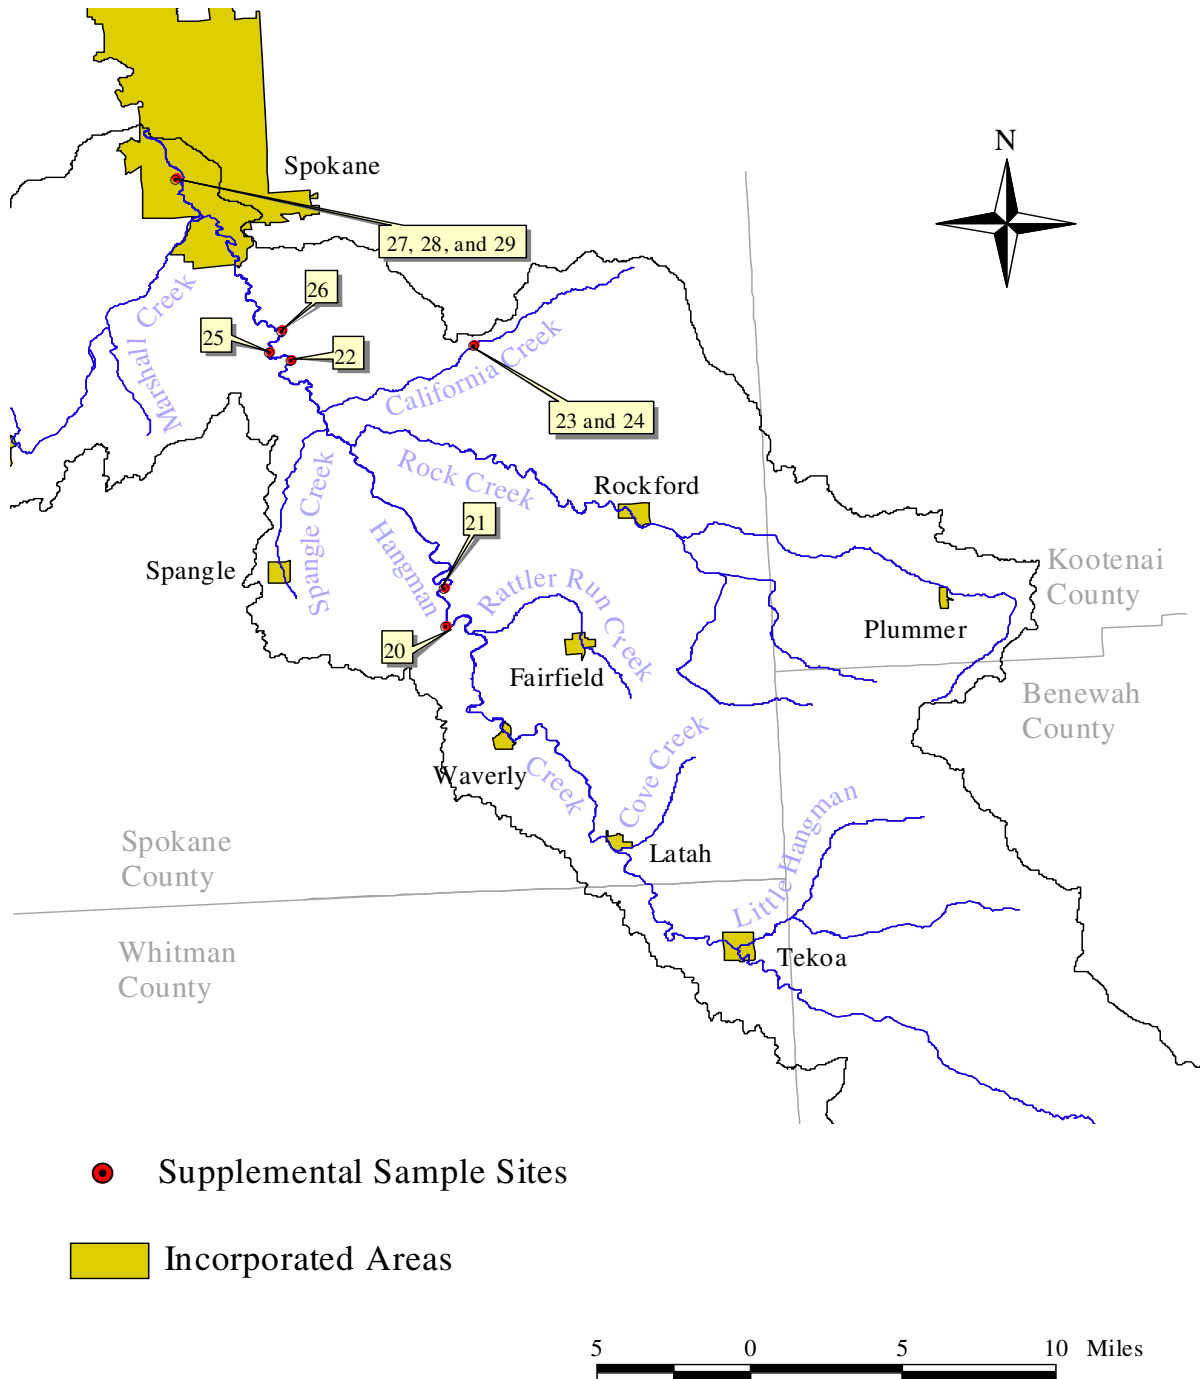 N
Spokane
27, 28, and 29
26
25
22
Marshall Creek
California Creek
23 and 24
Rock Creek
Rockford
Spangle Creek
21
Hangman
Spangle
Rattler Run Creek
Kootenai
County
Plummer
20
Fairfield
Benewah
County
Waverly
Creek
Cove Creek
Little Hangman
Latah
Spokane
County
Whitman
County
Tekoa
Supplemental Sample Sites
Incorporated Areas
5 0 5 10 Miles